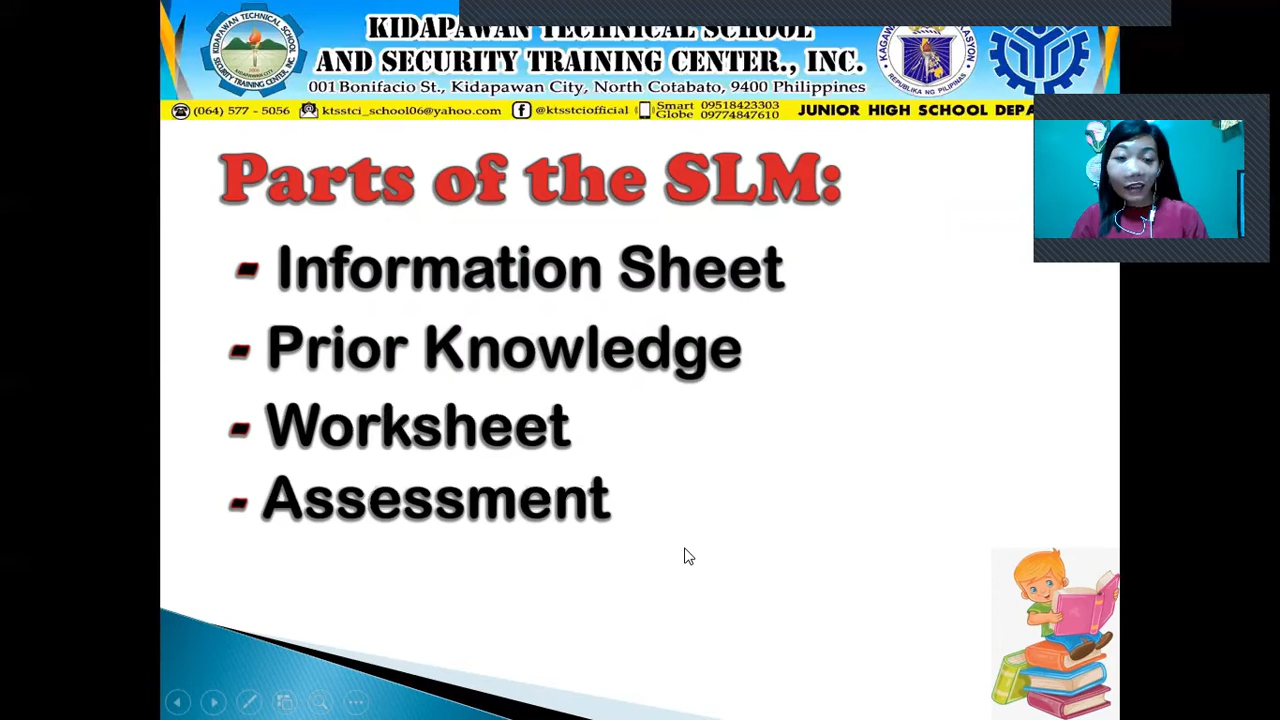 KIDAPAWAN TECHNICAL SCHOOL
AND SECURITY TRAINING CENTER., INC.
001 Bonifacio St., Kidapawan City, North Cotabato, 9400 Philippines
(064) 577 - 5056 ktsstci_school06@yahoo.com @ktsstciofficial Smart 09518423303
Globe 09774847610
JUNIOR HIGH SCHOOL DEPA
Parts of the SLM:
- Information Sheet
- Prior Knowledge
- Worksheet
- Assessment